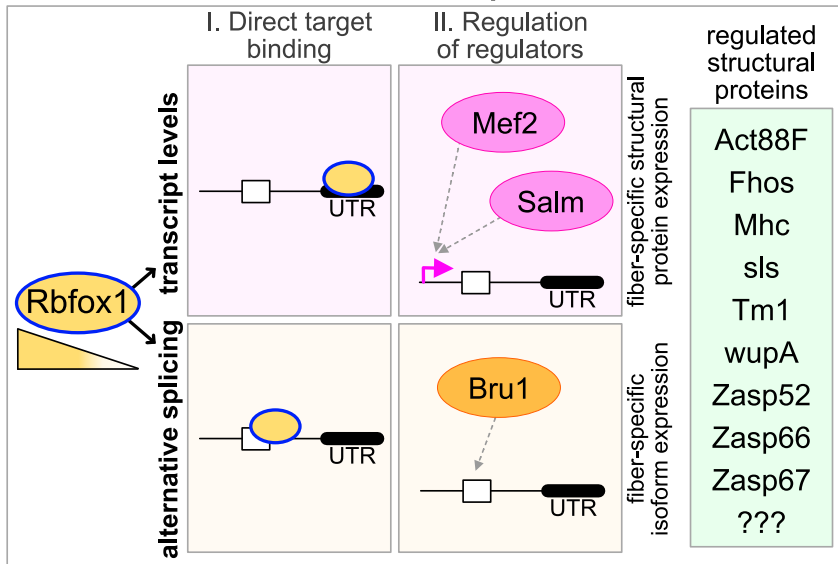 I. Direct target
binding
II. Regulation
of regulators
regulated
structural
proteins
Rbfox1
transcript levels
UTR
Mef2
Salm
UTR
fiber-specific structural
protein expression
alternative splicing
UTR
Bru1
UTR
fiber-specific
isoform expression
Act88F
Fhos
Mhc
sls
Tm1
wupA
Zasp52
Zasp66
Zasp67
???